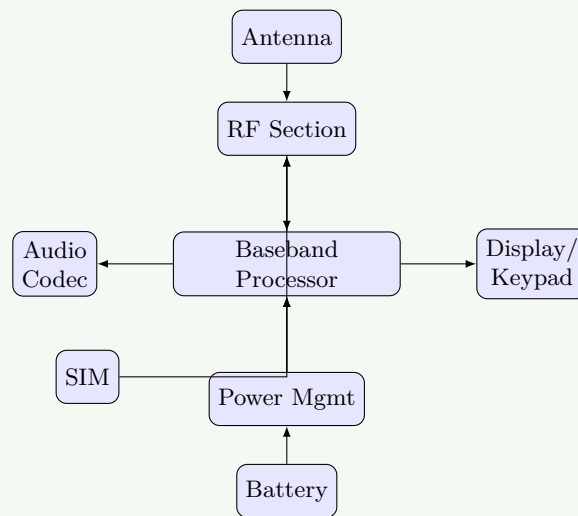 Antenna
RF Section
Audio
Codec
Baseband
Processor
Display/
Keypad
SIM
Power Mgmt
Battery